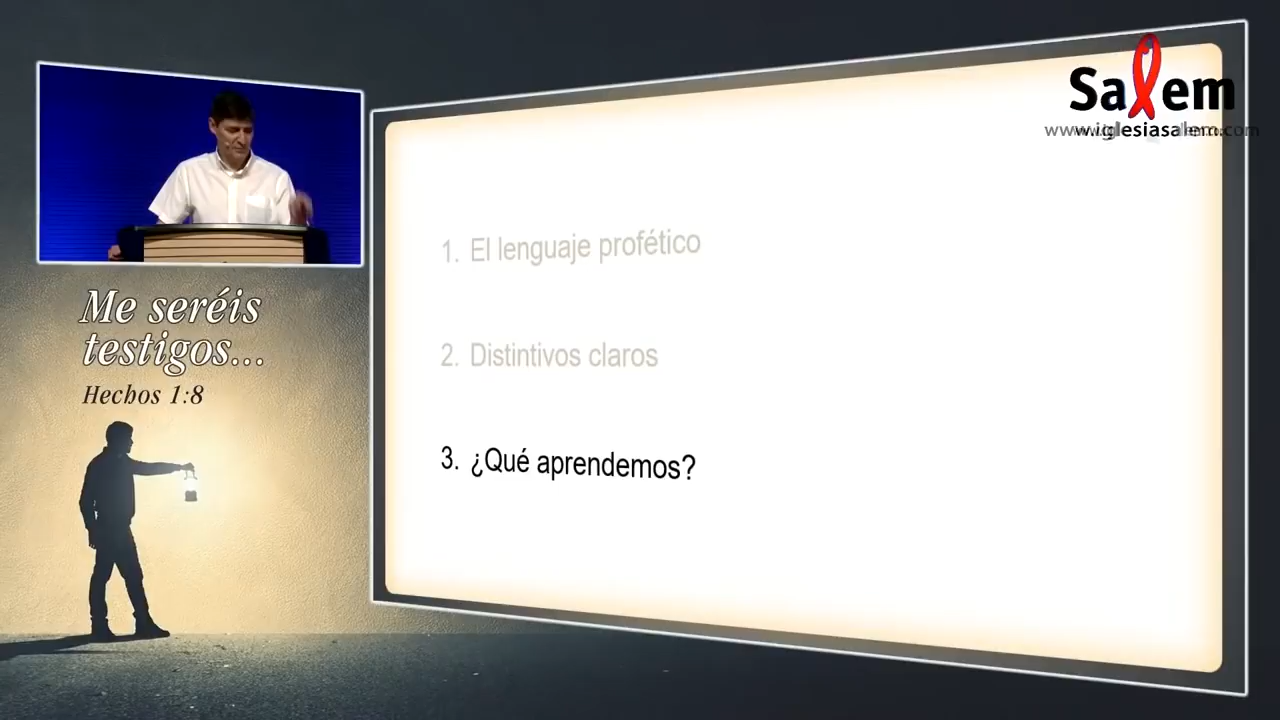 Salem
www.iglesiasalem.com
1. El lenguaje profético
2. Distintivos claros
3. ¿Qué aprendemos?
Me seréis
testigos...
Hechos 1:8